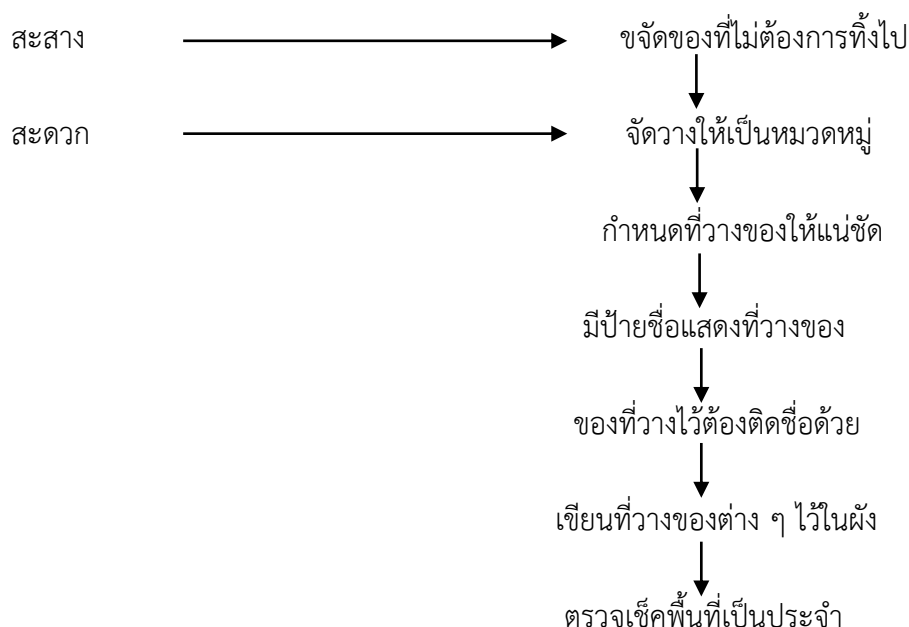 สะสาง ขจัดของที่ไม่ต้องการทิ้งไป
สะดวก จัดวางให้เป็นหมวดหมู่
กำหนดที่วางของให้แน่ชัด
มีป้ายชื่อแสดงที่วางของ
ของที่วางไว้ต้องติดชื่อด้วย
เขียนที่วางของต่าง ๆ ไว้ในผัง
ตรวจเช็คพื้นที่เป็นประจำ